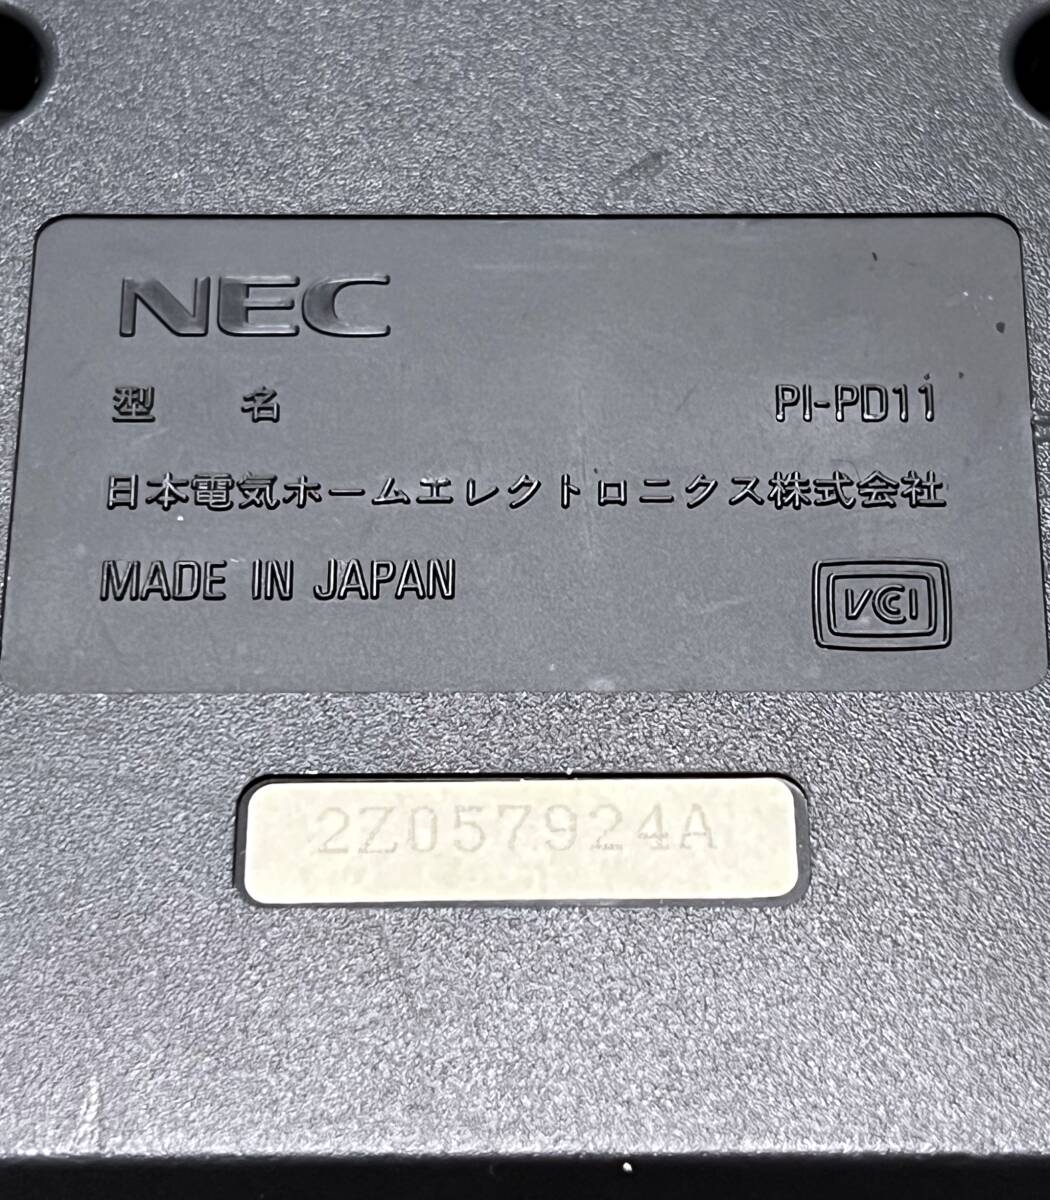 NEC
型名 PI-PD11
日本電気ホームエレクトロニクス株式会社
MADE IN JAPAN
VCCI
2Z057924A